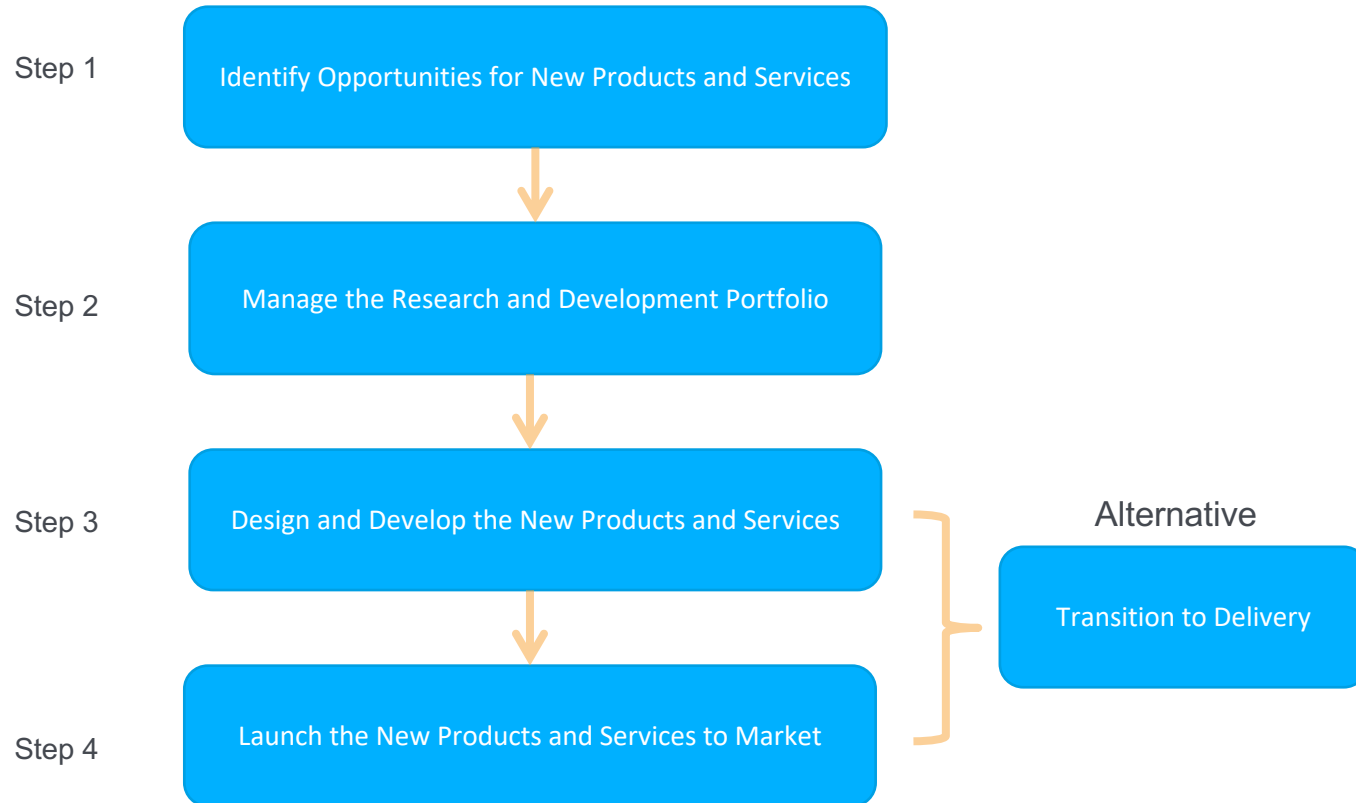 Step 1
Identify Opportunities for New Products and Services
Step 2
Manage the Research and Development Portfolio
Step 3
Design and Develop the New Products and Services
Alternative
Transition to Delivery
Step 4
Launch the New Products and Services to Market